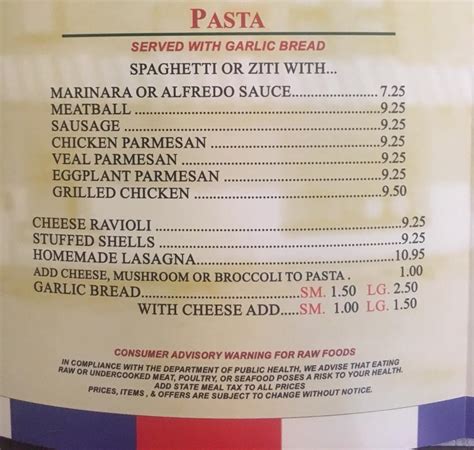 PASTA
SERVED WITH GARLIC BREAD
SPAGHETTI OR ZITI WITH...
MARINARA OR ALFREDO SAUCE....................7.25
MEATBALL..................................................................9.25
SAUSAGE...................................................................9.25
CHICKEN PARMESAN...........................................9.25
VEAL PARMESAN..................................................9.25
EGGPLANT PARMESAN........................................9.25
GRILLED CHICKEN...............................................9.50
CHEESE RAVIOLI........................................................9.25
STUFFED SHELLS........................................................9.25
HOMEMADE LASAGNA............................................10.95
ADD CHEESE, MUSHROOM OR BROCCOLI TO PASTA . 1.00
GARLIC BREAD...................................SM. 1.50 LG. 2.50
WITH CHEESE ADD.....SM. 1.00 LG. 1.50
CONSUMER ADVISORY WARNING FOR RAW FOODS
IN COMPLIANCE WITH THE DEPARTMENT OF PUBLIC HEALTH, WE ADVISE THAT EATING
RAW OR UNDERCOOKED MEAT, POULTRY, OR SEAFOOD POSES A RISK TO YOUR HEALTH.
ADD STATE MEAL TAX TO ALL PRICES
PRICES, ITEMS , & OFFERS ARE SUBJECT TO CHANGE WITHOUT NOTICE.